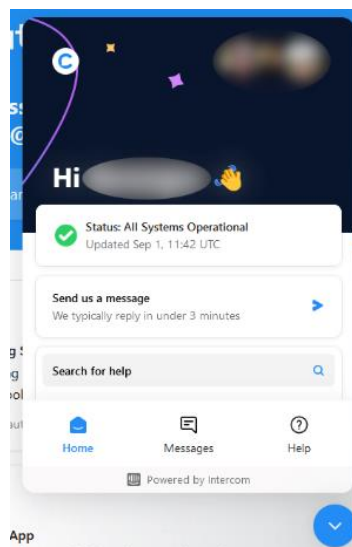 C
Hi
Status: All Systems Operational
Updated Sep 1, 11:42 UTC
Send us a message
We typically reply in under 3 minutes
Search for help
Home
Messages
Help
Powered by Intercom
App